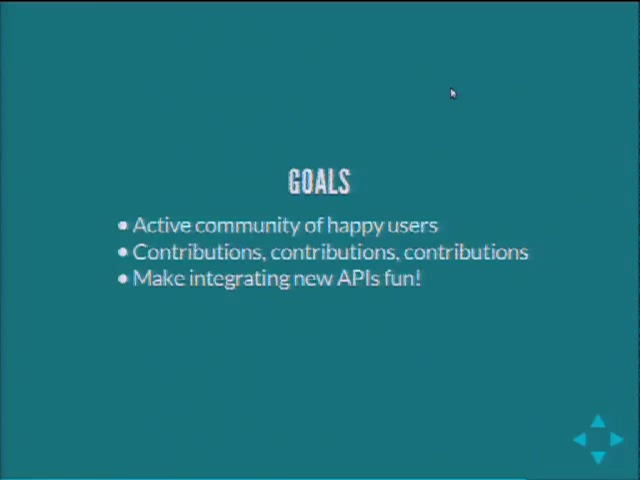 GOALS
• Active community of happy users
• Contributions, contributions, contributions
• Make integrating new APIs fun!